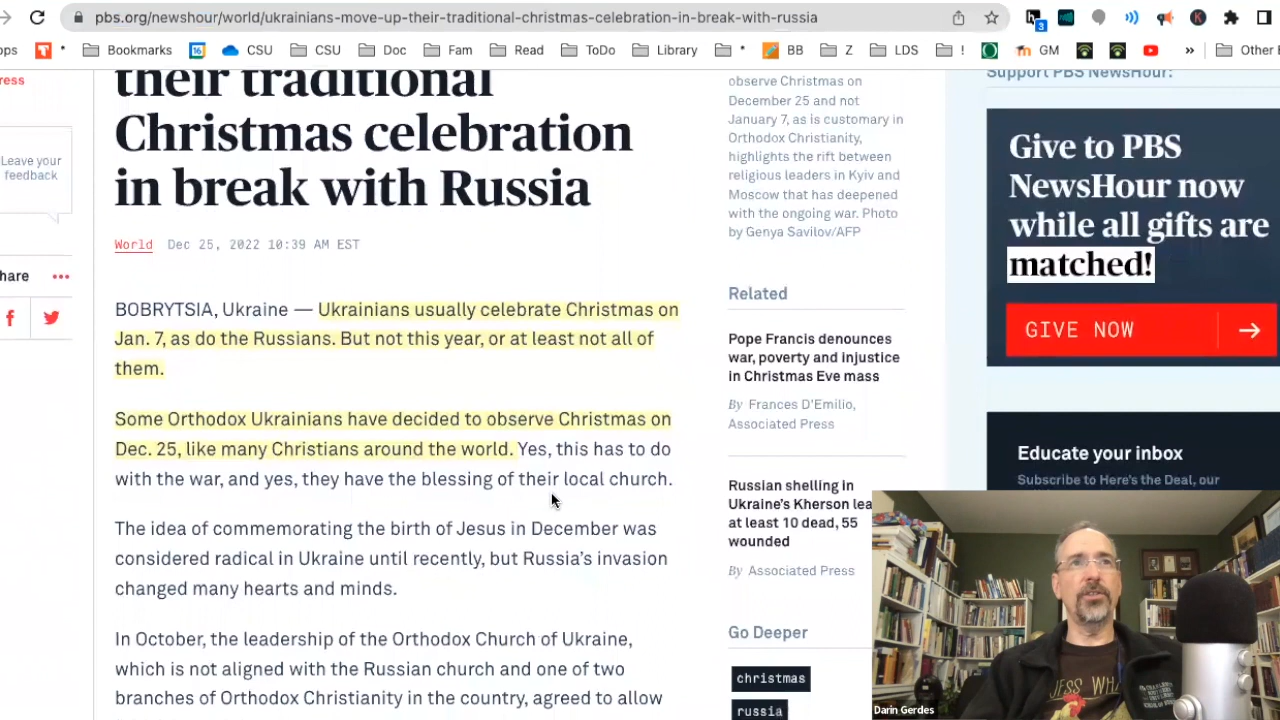 pbs.org/newshour/world/ukrainians-move-up-their-traditional-christmas-celebration-in-break-with-russia
3
Bookmarks
16
CSU
CSU
Doc
Fam
Read
ToDo
Library
*
BB
Z
LDS
!
GM
»
Other
their traditional
Christmas celebration
in break with Russia
World Dec 25, 2022 10:39 AM EST
Leave your
feedback
hare
BOBRYTSIA, Ukraine — Ukrainians usually celebrate Christmas on
Jan. 7, as do the Russians. But not this year, or at least not all of
them.
Some Orthodox Ukrainians have decided to observe Christmas on
Dec. 25, like many Christians around the world. Yes, this has to do
with the war, and yes, they have the blessing of their local church.
The idea of commemorating the birth of Jesus in December was
considered radical in Ukraine until recently, but Russia's invasion
changed many hearts and minds.
In October, the leadership of the Orthodox Church of Ukraine,
which is not aligned with the Russian church and one of two
branches of Orthodox Christianity in the country, agreed to allow
observe Christmas on
December 25 and not
January 7, as is customary in
Orthodox Christianity,
highlights the rift between
religious leaders in Kyiv and
Moscow that has deepened
with the ongoing war. Photo
by Genya Savilov/AFP
Related
Pope Francis denounces
war, poverty and injustice
in Christmas Eve mass
By Frances D'Emilio,
Associated Press
Russian shelling in
Ukraine's Kherson lea
at least 10 dead, 55
wounded
By Associated Press
Go Deeper
christmas
russia
Support PBS NewsHour:
Give to PBS
NewsHour now
while all gifts are
matched!
GIVE NOW
Educate your inbox
Subscribe to Here's the Deal, our
Darin Gerdes